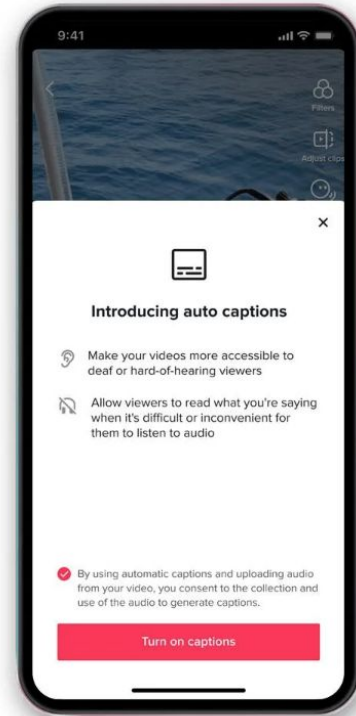 9:41
Filters
Adjust clips
Introducing auto captions
Make your videos more accessible to
deaf or hard-of-hearing viewers
Allow viewers to read what you're saying
when it's difficult or inconvenient for
them to listen to audio
By using automatic captions and uploading audio
from your video, you consent to the collection and
use of the audio to generate captions.
Turn on captions